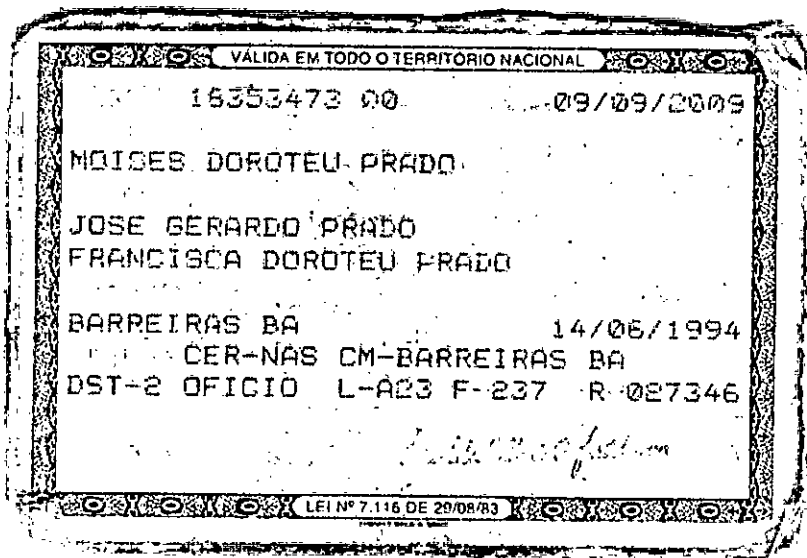 VÁLIDA EM TODO O TERRITÓRIO NACIONAL
16353473 00 09/09/2009
MOISES DOROTEU PRADO
JOSE GERARDO PRADO
FRANCISCA DOROTEU PRADO
BARREIRAS BA 14/06/1994
CER-NAS CM-BARREIRAS BA
DST-2 OFICIO L-A23 F-237 R-027346
LEI Nº 7.116 DE 29/08/83